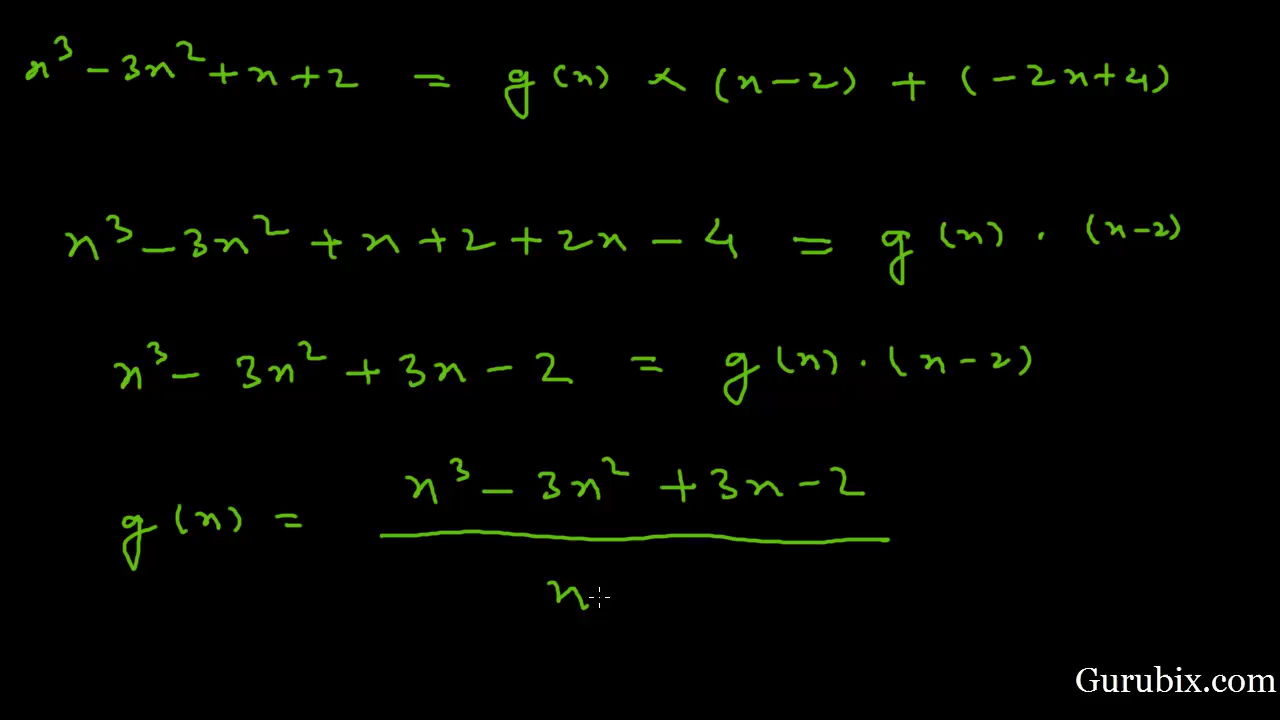 x³ - 3x² + x + 2 = g(x) × (x-2) + (-2x+4)
x³ - 3x² + x + 2 + 2x - 4 = g(x) · (x-2)
x³ - 3x² + 3x - 2 = g(x) · (x-2)
x³ - 3x² + 3x - 2
g(x) =
x
Gurubix.com